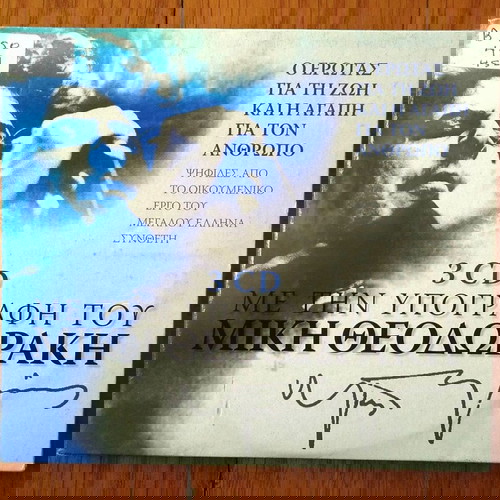 Ο ΕΡΩΤΑΣ
ΓΙΑ ΤΗ ΖΩΗ
ΚΑΙ Η ΑΓΑΠΗ
ΓΙΑ ΤΟΝ
ΑΝΘΡΩΠΟ
ΨΗΦΙΔΕΣ ΑΠΟ
ΤΟ ΟΙΚΟΥΜΕΝΙΚΟ
ΕΡΓΟ ΤΟΥ
ΜΕΓΑΛΟΥ ΕΛΛΗΝΑ
ΣΥΝΘΕΤΗ
3 CD
ΜΕ ΤΗΝ ΥΠΟΓΡΑΦΗ ΤΟΥ
ΜΙΚΗ ΘΕΟΔΩΡΑΚΗ